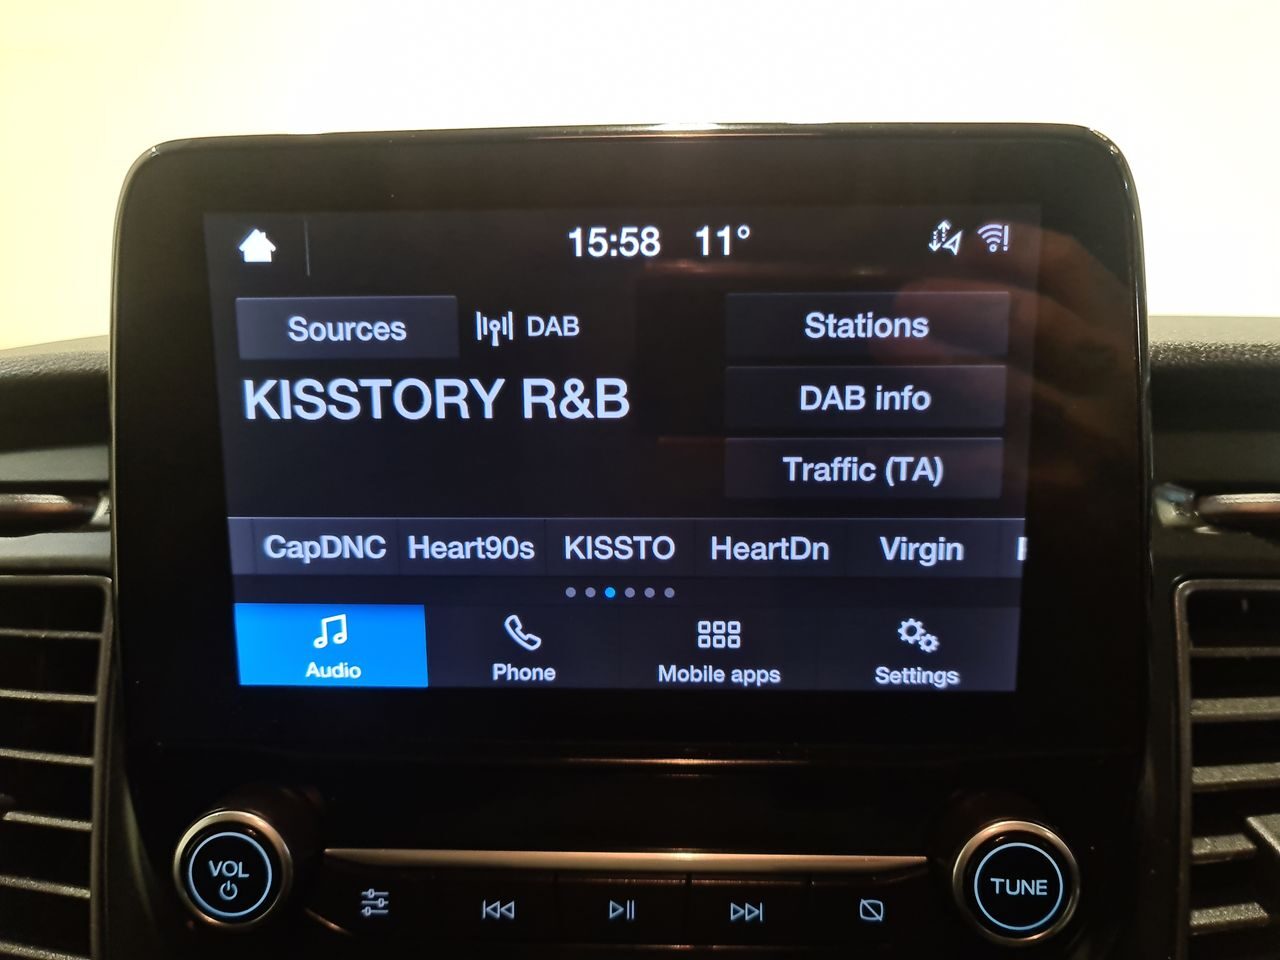 15:58 11°
Sources DAB Stations
KISSTORY R&B DAB info
Traffic (TA)
CapDNC Heart90s KISSTO HeartDn Virgin
Audio Phone Mobile apps Settings
VOL TUNE